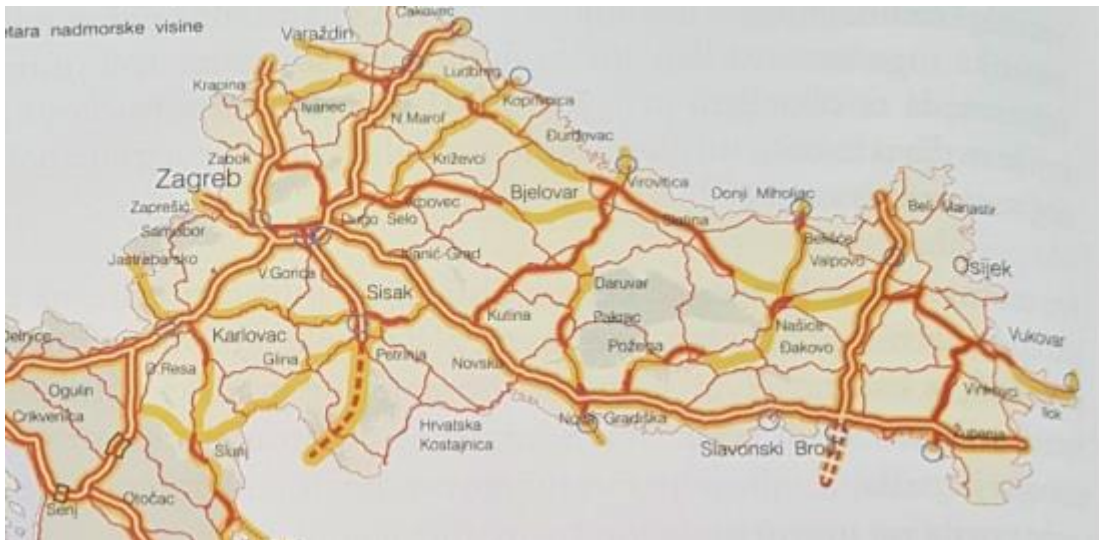 etara nadmorske visine
Čakovec
Varaždin
Ludbreg
Krapina
Ivanec
Koprivnica
N.Marof
Đurđevac
Zabok
Križevci
Zagreb
Bjelovar
Virovitica
Donji Miholjac
Beli Manastir
Zaprešić
Vrbovec
Dugo Selo
Slatina
Samobor
Belišće
Ivanić-Grad
Valpovo
Jastrebarsko
Osijek
V.Gorica
Daruvar
Sisak
Kutina
Pakrac
Našice
Vukovar
Delnice
Karlovac
Požega
Đakovo
Glina
Petrinja
Novska
D.Resa
Ogulin
Vinkovci
Crikvenica
Nova Gradiška
Ilok
Hrvatska
Kostajnica
Županja
Slunj
Slavonski Brod
Otočac
Senj